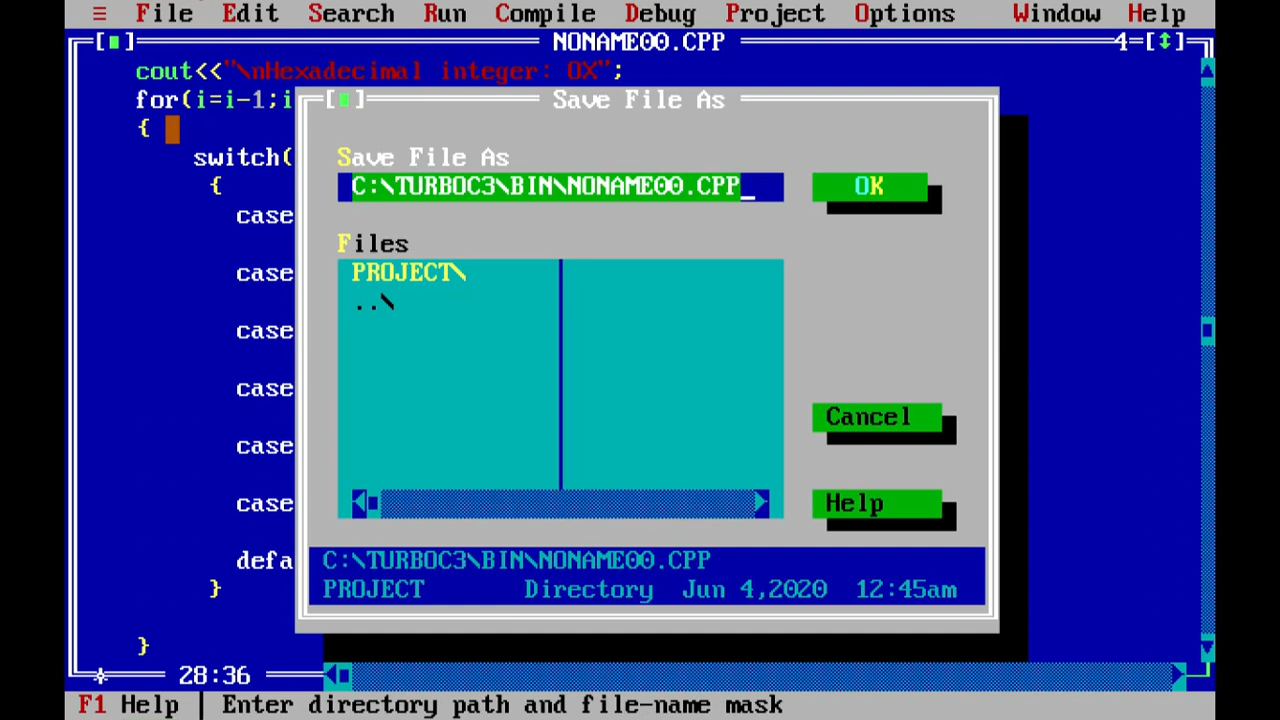 ≡ File Edit Search Run Compile Debug Project Options Window Help
[■] NONAME00.CPP 4=[↕]
cout<<"\nHexadecimal integer: OX";
for(i=i-1;i
{
switch(
{
case
case
case
case
case
case
defa
}
}
28:36
[■] Save File As
Save File As
C:\TURBOC3\BIN\NONAME00.CPP
OK
Files
PROJECT\
..\
Cancel
Help
C:\TURBOC3\BIN\NONAME00.CPP
PROJECT Directory Jun 4,2020 12:45am
F1 Help │ Enter directory path and file-name mask